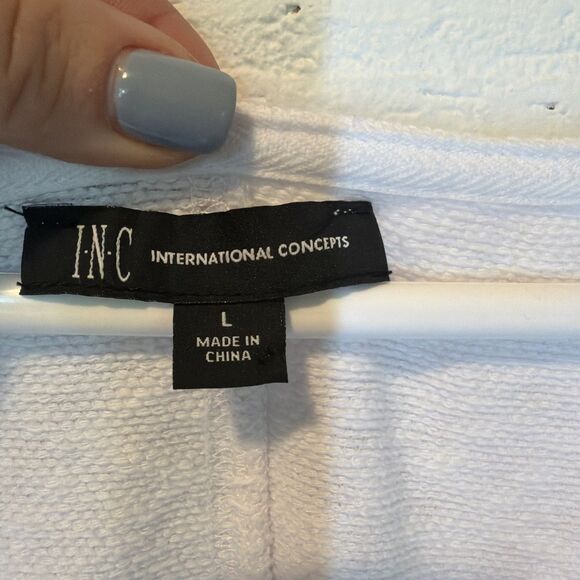 I·N·C INTERNATIONAL CONCEPTS
L
MADE IN
CHINA